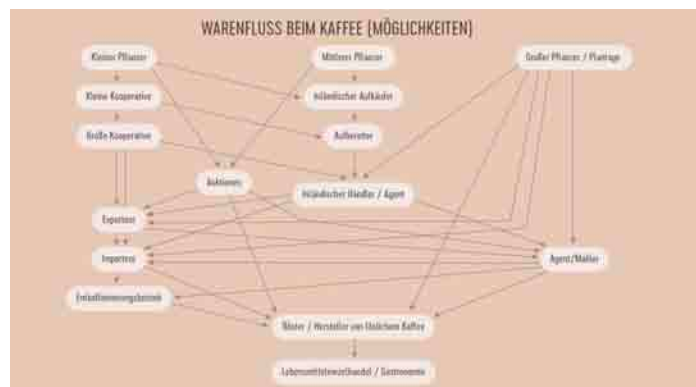 WARENFLUSS BEIM KAFFEE (MÖGLICHKEITEN)
Kleiner Pflanzer
Mittlerer Pflanzer
Großer Pflanzer / Plantage
Kleine Kooperative
Inländischer Aufkäufer
Große Kooperative
Aufbereiter
Auktionen
Inländischer Händler / Agent
Exporteur
Importeur
Agent/Makler
Entkoffeinierungsbetrieb
Röster / Hersteller von löslichem Kaffee
Lebensmitteleinzelhandel / Gastronomie